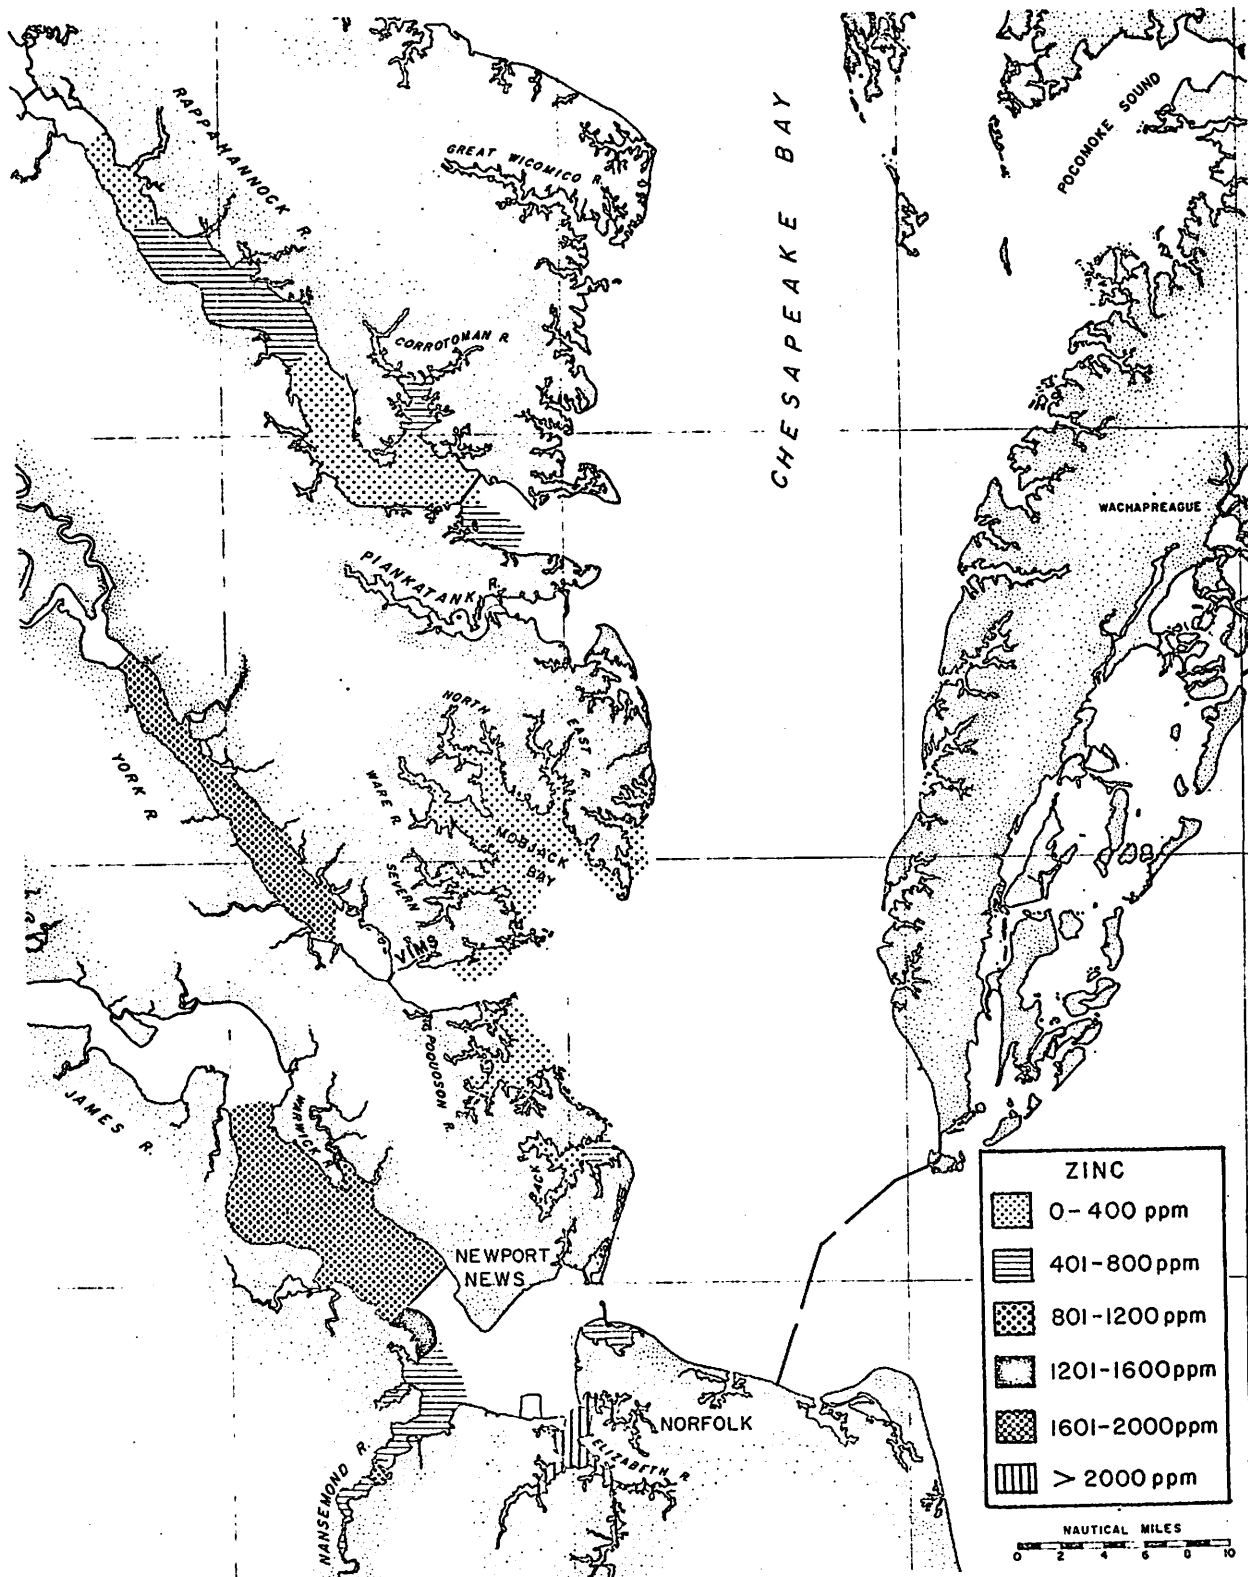 RAPPAHANNOCK R.
GREAT WICOMICO R.
CHESAPEAKE BAY
POCOMOKE SOUND
CORROTOMAN R.
WACHAPREAGUE
PIANKATANK R.
NORTH
EAST R.
YORK R.
WARE R.
MOBJACK
BAY
SEVERN
VIMS
POQUOSON R.
JAMES R.
WARWICK R.
BACK R.
NEWPORT
NEWS
NORFOLK
ELIZABETH R.
NANSEMOND R.
ZINC
0-400 ppm
401-800 ppm
801-1200 ppm
1201-1600 ppm
1601-2000 ppm
> 2000 ppm
NAUTICAL MILES
0 2 4 6 8 10